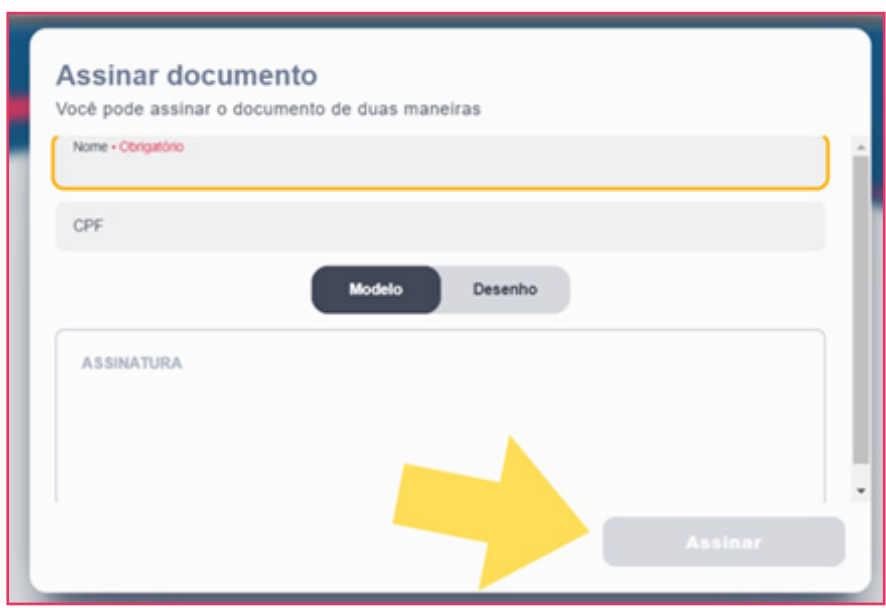 Assinar documento
Você pode assinar o documento de duas maneiras
Nome • Obrigatório
CPF
Modelo Desenho
ASSINATURA
Assinar